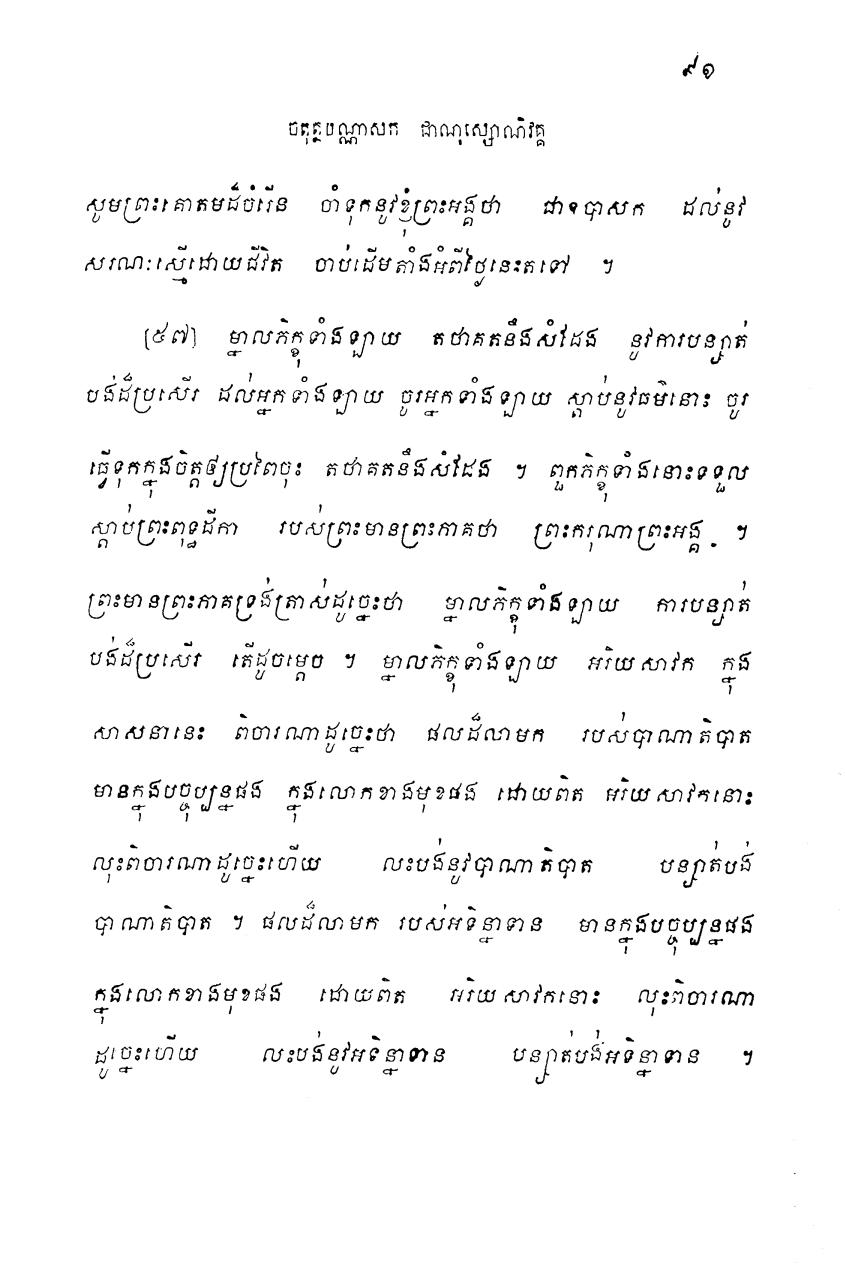 ៩១
ចតុត្ថបណ្ណាសក ជាណុស្សោណិវគ្គ
សូមព្រះគោតមដ៏ចំរើន ចាំទុកនូវខ្ញុំព្រះអង្គថា ជាឧបាសក ដល់នូវ
សរណៈស្មើដោយជីវិត ចាប់ដើមតាំងអំពីថ្ងៃនេះតទៅ ។
[៥៧] ម្នាលភិក្ខុទាំងឡាយ តថាគតនឹងសំដែង នូវការបន្សាត់
បង់ដ៏ប្រសើរ ដល់អ្នកទាំងឡាយ ចូរអ្នកទាំងឡាយ ស្តាប់នូវធម៌នោះ ចូរ
ធ្វើទុកក្នុងចិត្តឲ្យប្រពៃចុះ តថាគតនឹងសំដែង ។ ពួកភិក្ខុទាំងនោះទទួល
ស្តាប់ព្រះពុទ្ធដីកា របស់ព្រះមានព្រះភាគថា ព្រះករុណាព្រះអង្គ ។
ព្រះមានព្រះភាគទ្រង់ត្រាស់ដូច្នេះថា ម្នាលភិក្ខុទាំងឡាយ ការបន្សាត់
បង់ដ៏ប្រសើរ តើដូចម្តេច ។ ម្នាលភិក្ខុទាំងឡាយ អរិយសាវក ក្នុង
សាសនានេះ ពិចារណាដូច្នេះថា ផលដ៏លាមក របស់បាណាតិបាត
មានក្នុងបច្ចុប្បន្នផង ក្នុងលោកខាងមុខផង ដោយពិត អរិយសាវកនោះ
លុះពិចារណាដូច្នេះហើយ លះបង់នូវបាណាតិបាត បន្សាត់បង់
បាណាតិបាត ។ ផលដ៏លាមក របស់អទិន្នាទាន មានក្នុងបច្ចុប្បន្នផង
ក្នុងលោកខាងមុខផង ដោយពិត អរិយសាវកនោះ លុះពិចារណា
ដូច្នេះហើយ លះបង់នូវអទិន្នាទាន បន្សាត់បង់អទិន្នាទាន ។